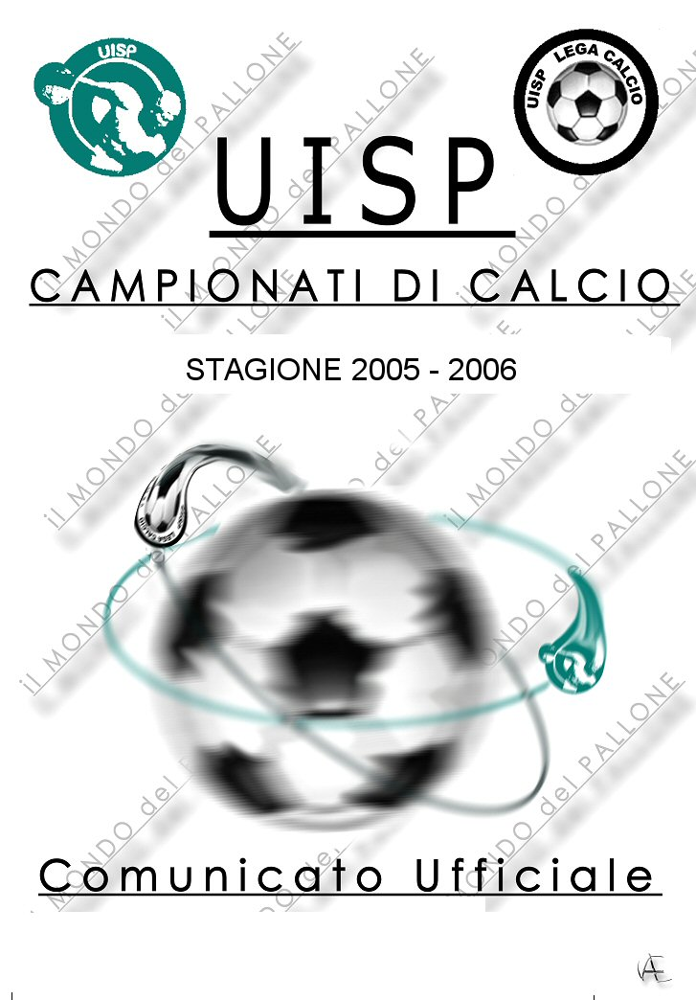 UISP
UISP LEGA CALCIO
UISP
CAMPIONATI DI CALCIO
STAGIONE 2005 - 2006
il MONDO del PALLONE
Comunicato Ufficiale